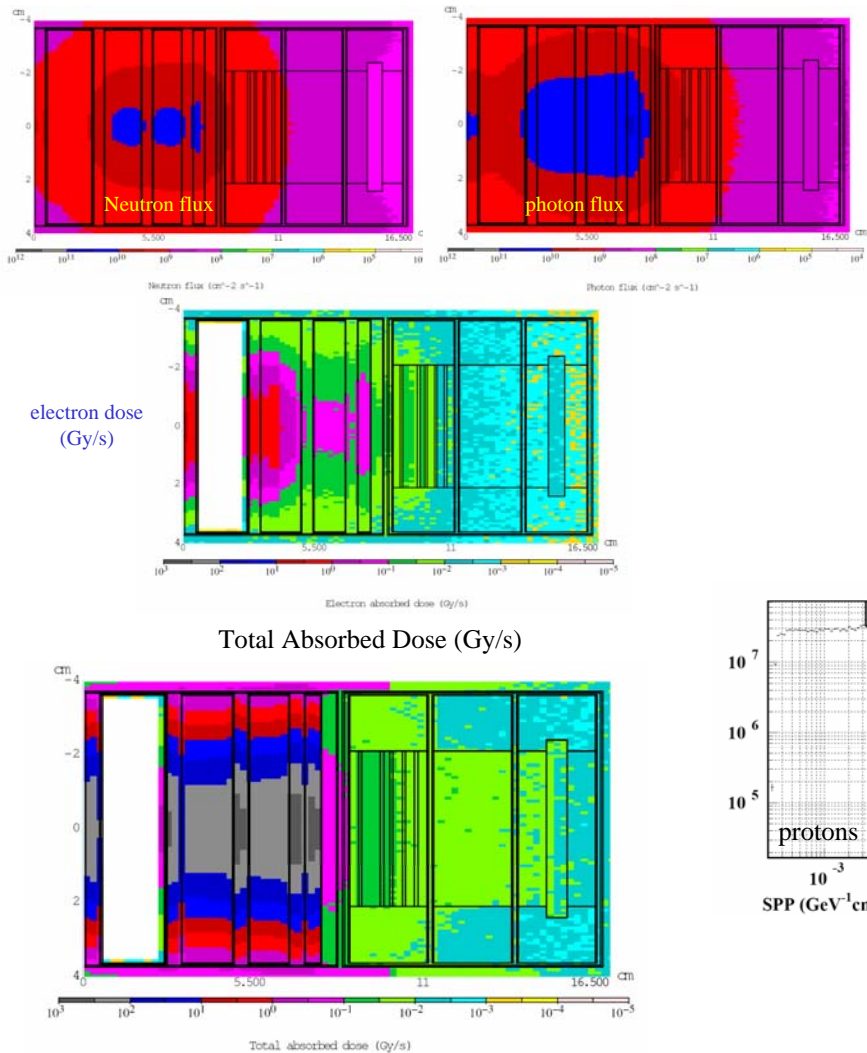 cm
cm
-4
-4
-2
-2
0
0
2
2
Neutron flux
photon flux
4
4
cm
cm
0
5.500
11
16.500
0
5.500
11
16.500
10^12 10^11 10^10 10^9 10^8 10^7 10^6 10^5 10
10^12 10^11 10^10 10^9 10^8 10^7 10^6 10^5 10^4
Neutron flux (cm^-2 s^-1)
Photon flux (cm^-2 s^-1)
cm
-4
-2
electron dose
(Gy/s)
0
2
4
cm
0
5.500
11
16.500
10^3 10^2 10^1 10^0 10^-1 10^-2 10^-3 10^-4 10^-5
Electron absorbed dose (Gy/s)
Total Absorbed Dose (Gy/s)
cm
-4
-2
0
2
4
cm
0
5.500
11
16.500
10^3 10^2 10^1 10^0 10^-1 10^-2 10^-3 10^-4 10^-5
Total absorbed dose (Gy/s)
10^7
10^6
10^5
protons
10^-3
SPP (GeV^-1cm